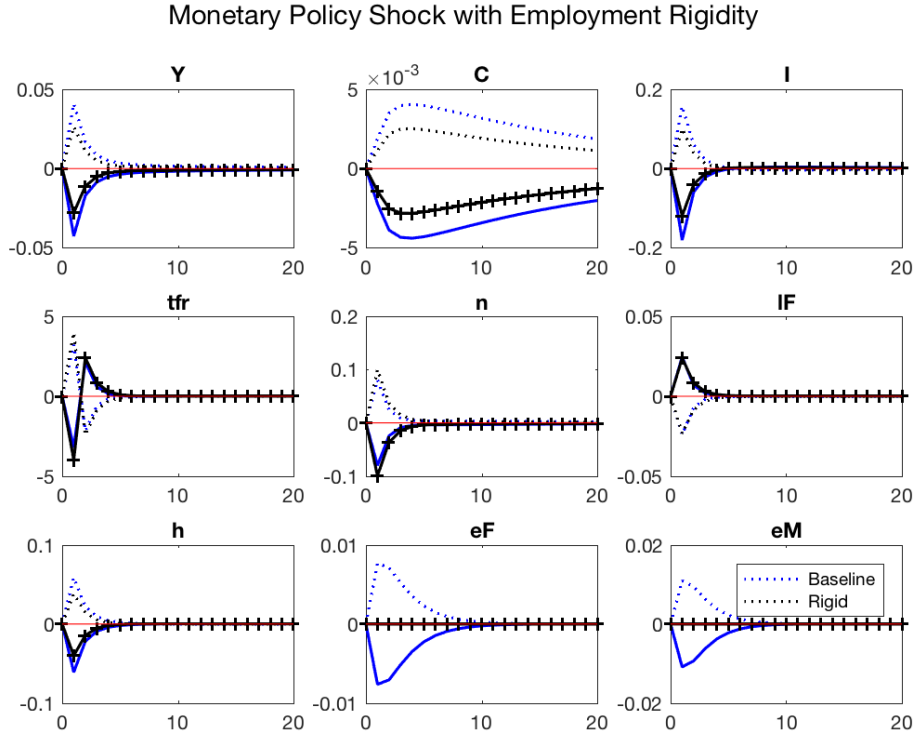 Monetary Policy Shock with Employment Rigidity
Y
C
I
0.05
0
-0.05
0 10 20
×10⁻³
5
0
-5
0 10 20
0.2
0
-0.2
0 10 20
tfr
n
lF
5
0
-5
0 10 20
0.2
0.1
0
-0.1
0 10 20
0.05
0
-0.05
0 10 20
h
eF
eM
0.1
0
-0.1
0 10 20
0.01
0
-0.01
0 10 20
0.02
0
-0.02
0 10 20
Baseline
Rigid